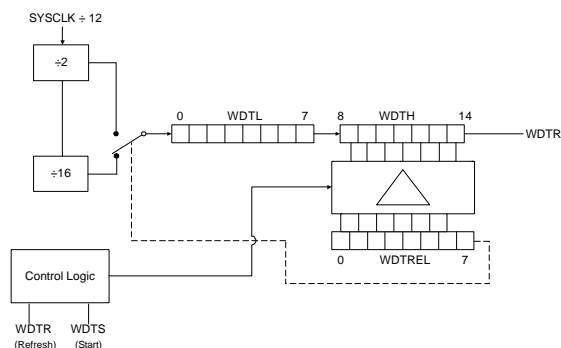 SYSCLK ÷ 12
÷2
0 WDTL 7 8 WDTH 14
WDTR
÷16
0 WDTREL 7
Control Logic
WDTR WDTS
(Refresh) (Start)